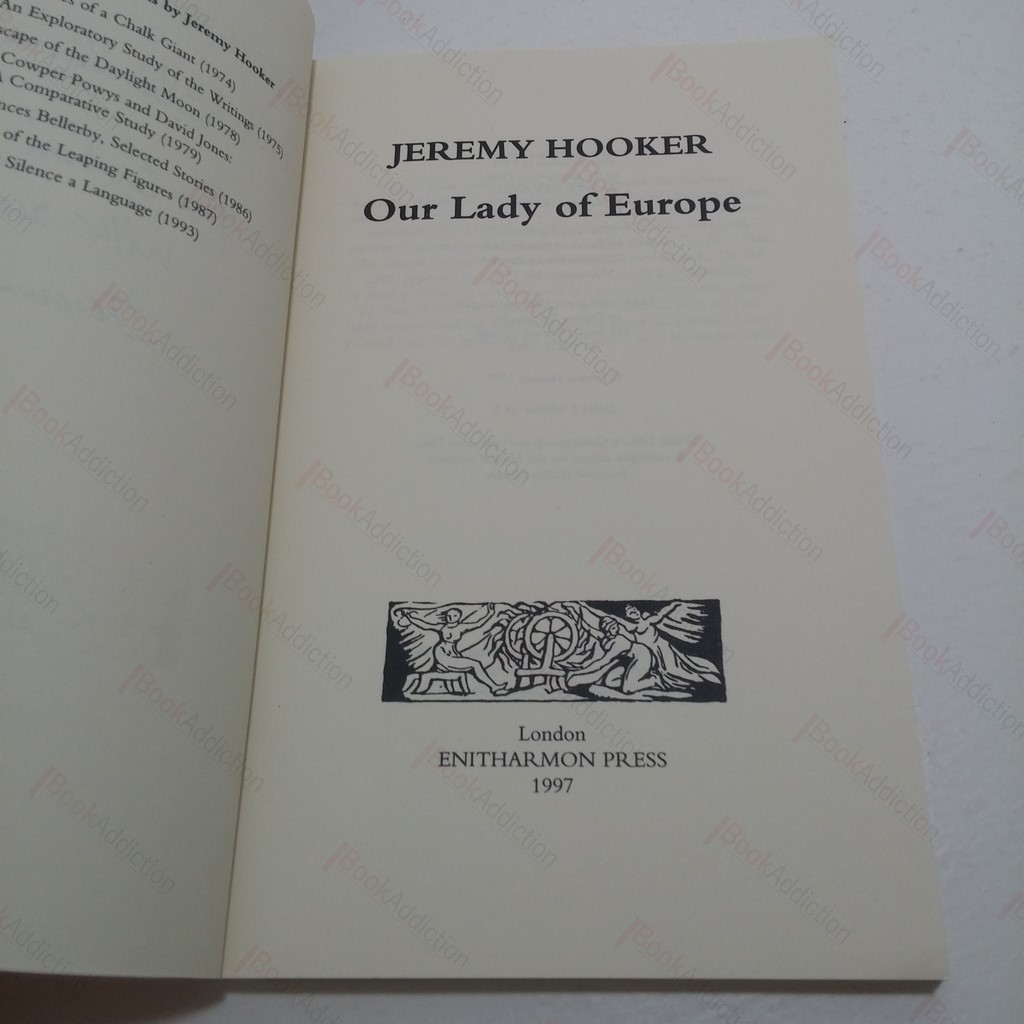 s by Jeremy Hooker
s of a Chalk Giant (1974)
An Exploratory Study of the Writings (1975)
scape of the Daylight Moon (1978)
Cowper Powys and David Jones:
A Comparative Study (1979)
nces Bellerby, Selected Stories (1986)
of the Leaping Figures (1987)
Silence a Language (1993)
JEREMY HOOKER
Our Lady of Europe
London
ENITHARMON PRESS
1997
BookAddiction